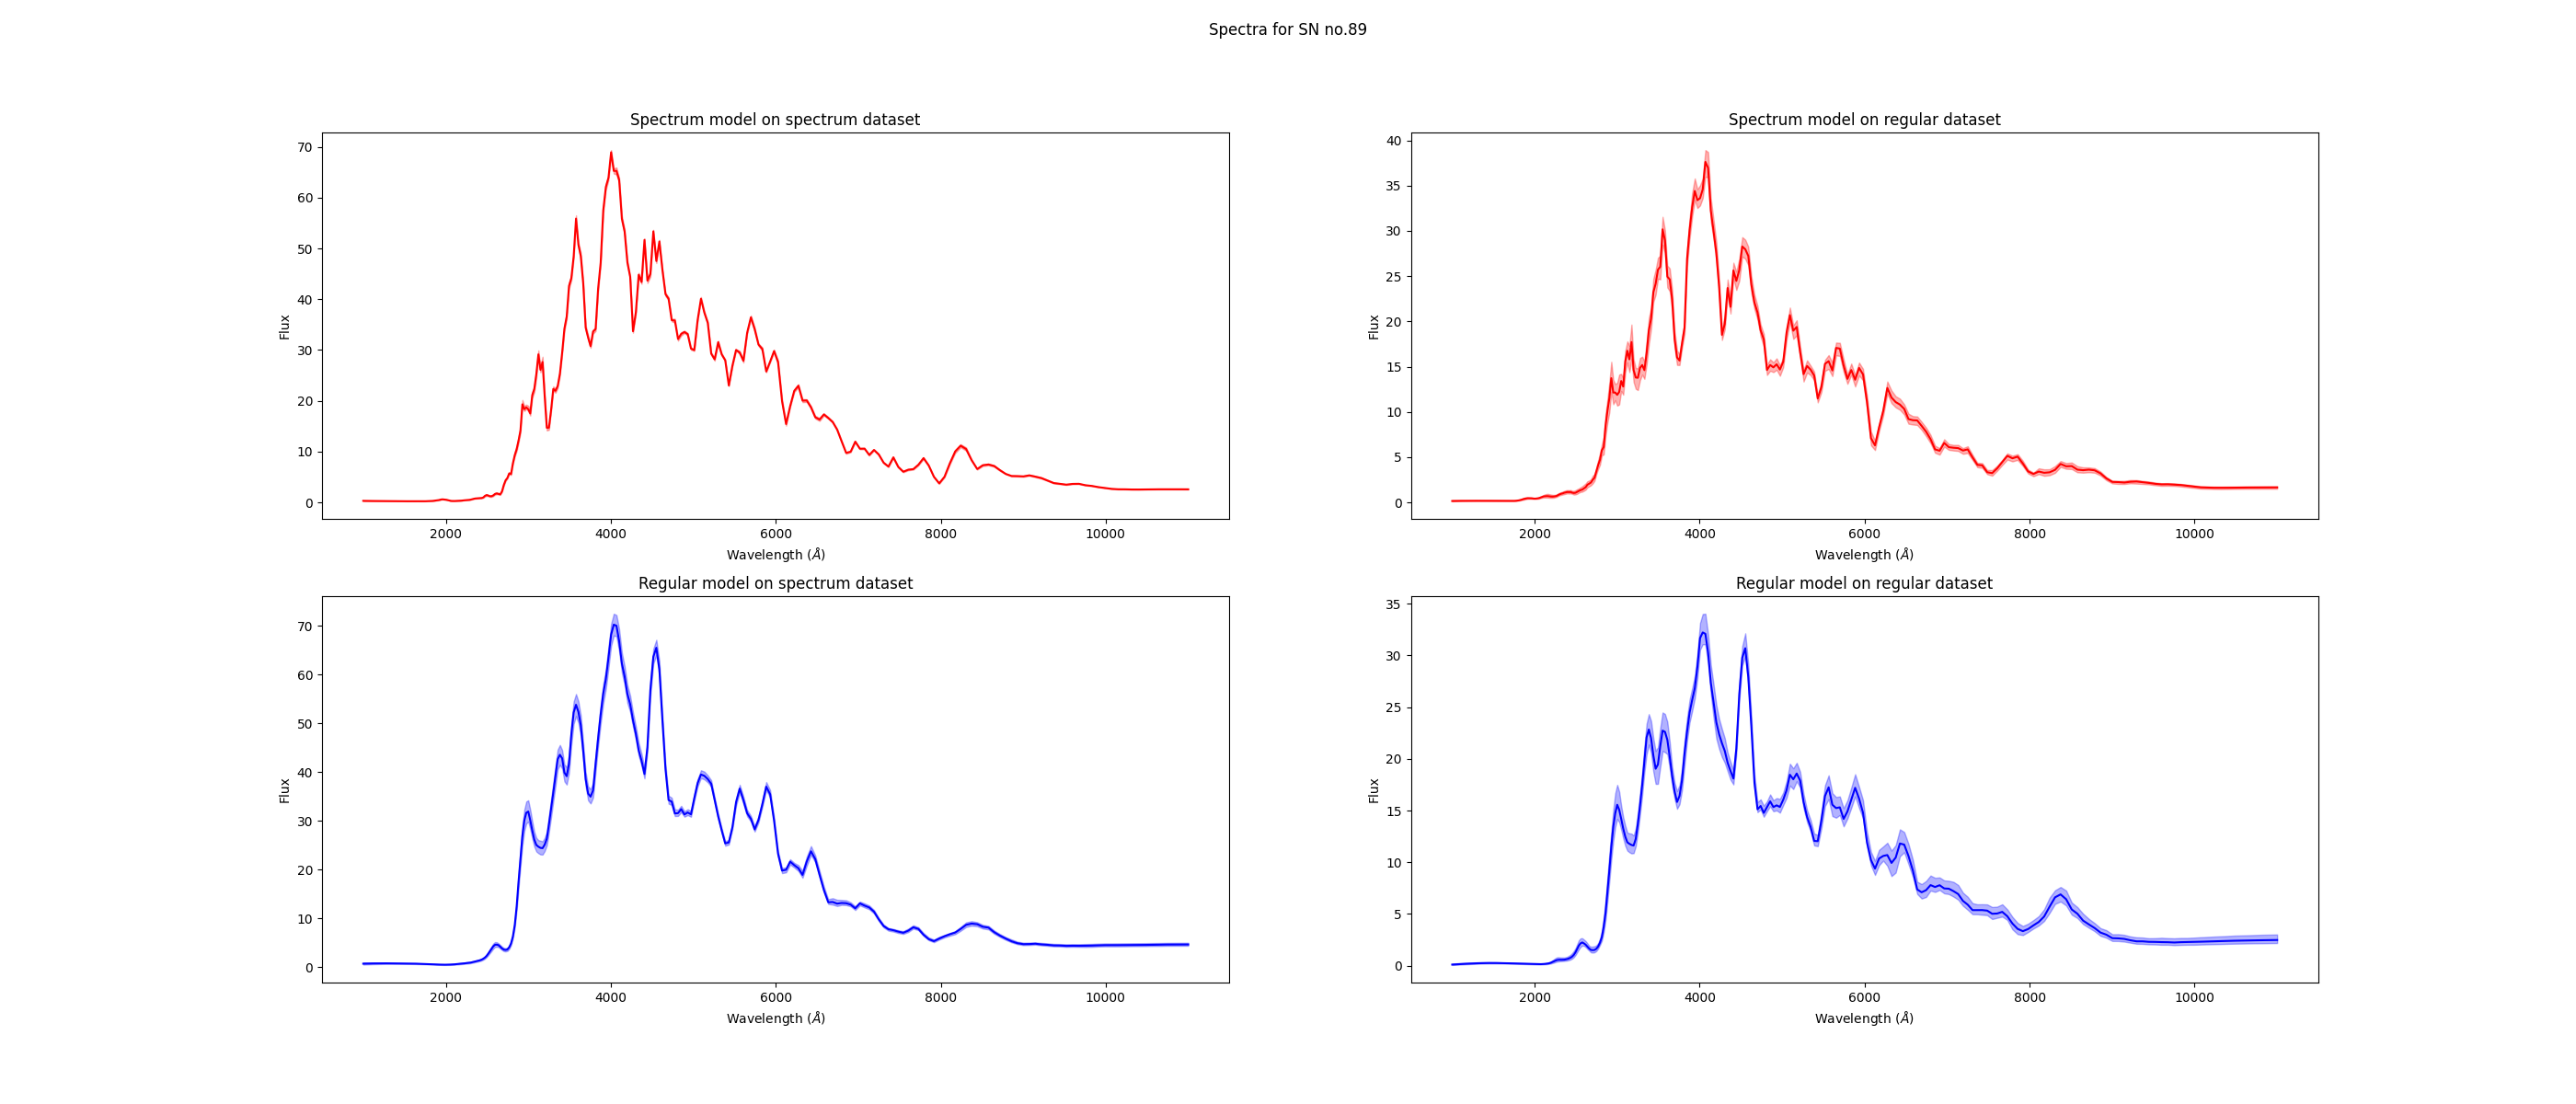 Spectra for SN no.89
Spectrum model on spectrum dataset
70
60
50
40
30
20
10
0
Flux
2000 4000 6000 8000 10000
Wavelength (Å)
Spectrum model on regular dataset
40
35
30
25
20
15
10
5
0
Flux
2000 4000 6000 8000 10000
Wavelength (Å)
Regular model on spectrum dataset
70
60
50
40
30
20
10
0
Flux
2000 4000 6000 8000 10000
Wavelength (Å)
Regular model on regular dataset
35
30
25
20
15
10
5
0
Flux
2000 4000 6000 8000 10000
Wavelength (Å)